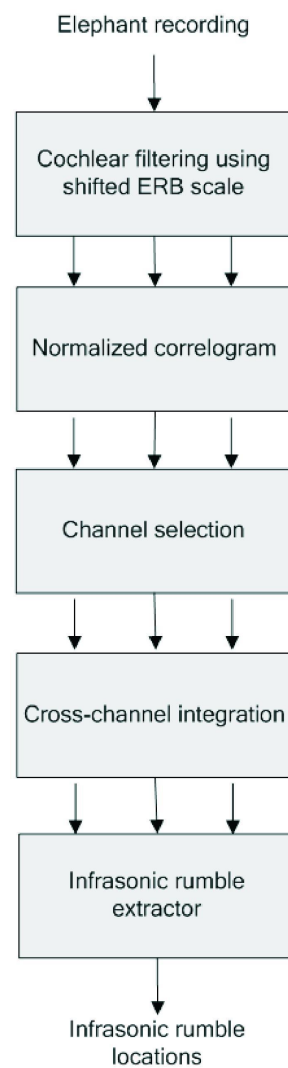 Elephant recording
Cochlear filtering using
shifted ERB scale
Normalized correlogram
Channel selection
Cross-channel integration
Infrasonic rumble
extractor
Infrasonic rumble
locations